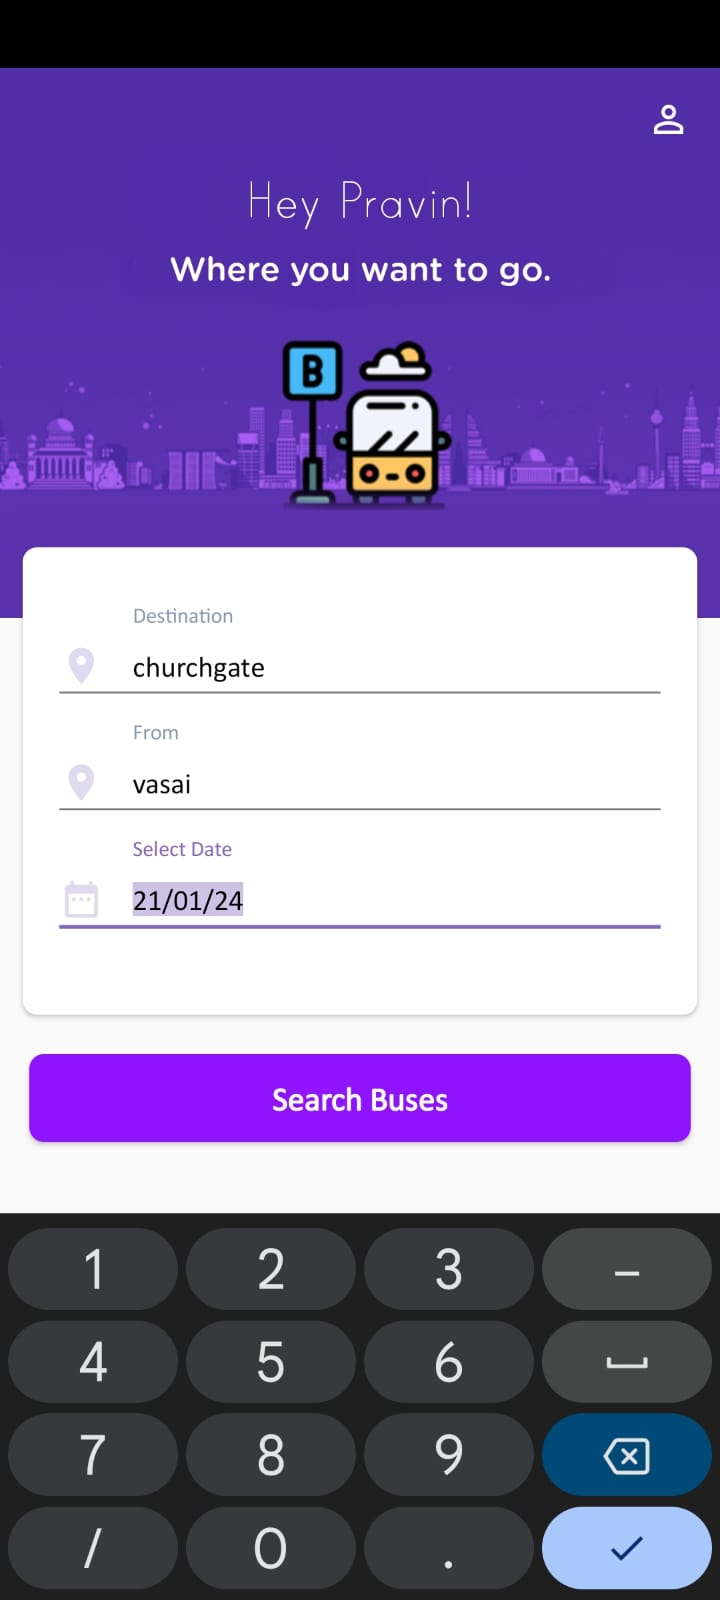 Hey Pravin!
Where you want to go.
B
Destination
churchgate
From
vasai
Select Date
21/01/24
Search Buses
1 2 3 –
4 5 6
7 8 9
/ 0 .